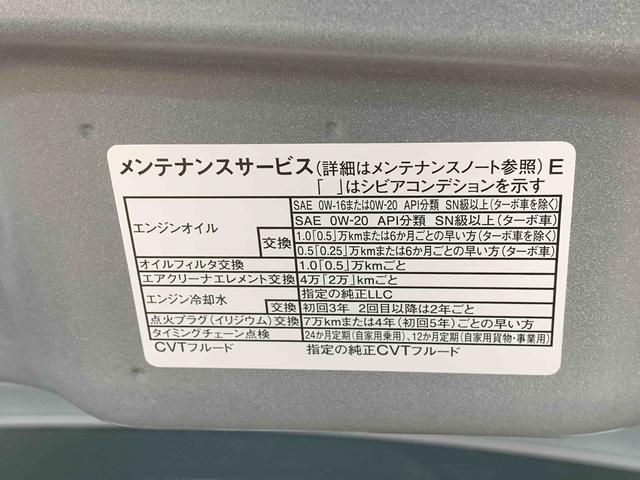 メンテナンスサービス(詳細はメンテナンスノート参照) E
「 」はシビアコンデションを示す
エンジンオイル SAE 0W-16または0W-20 API分類 SN級以上(ターボ車を除く)
SAE 0W-20 API分類 SN級以上(ターボ車)
交換 1.0「0.5」万kmまたは6か月ごとの早い方(ターボ車を除く)
0.5「0.25」万kmまたは6か月ごとの早い方(ターボ車)
オイルフィルタ交換 1.0「0.5」万kmごと
エアクリーナエレメント交換 4万「2万」kmごと
エンジン冷却水 指定の純正LLC
交換 初回3年 2回目以降は2年ごと
点火プラグ(イリジウム)交換 7万kmまたは4年(初回5年)ごとの早い方
タイミングチェーン点検 24か月定期(自家用乗用)、12か月定期(自家用貨物・事業用)
CVTフルード 指定の純正CVTフルード